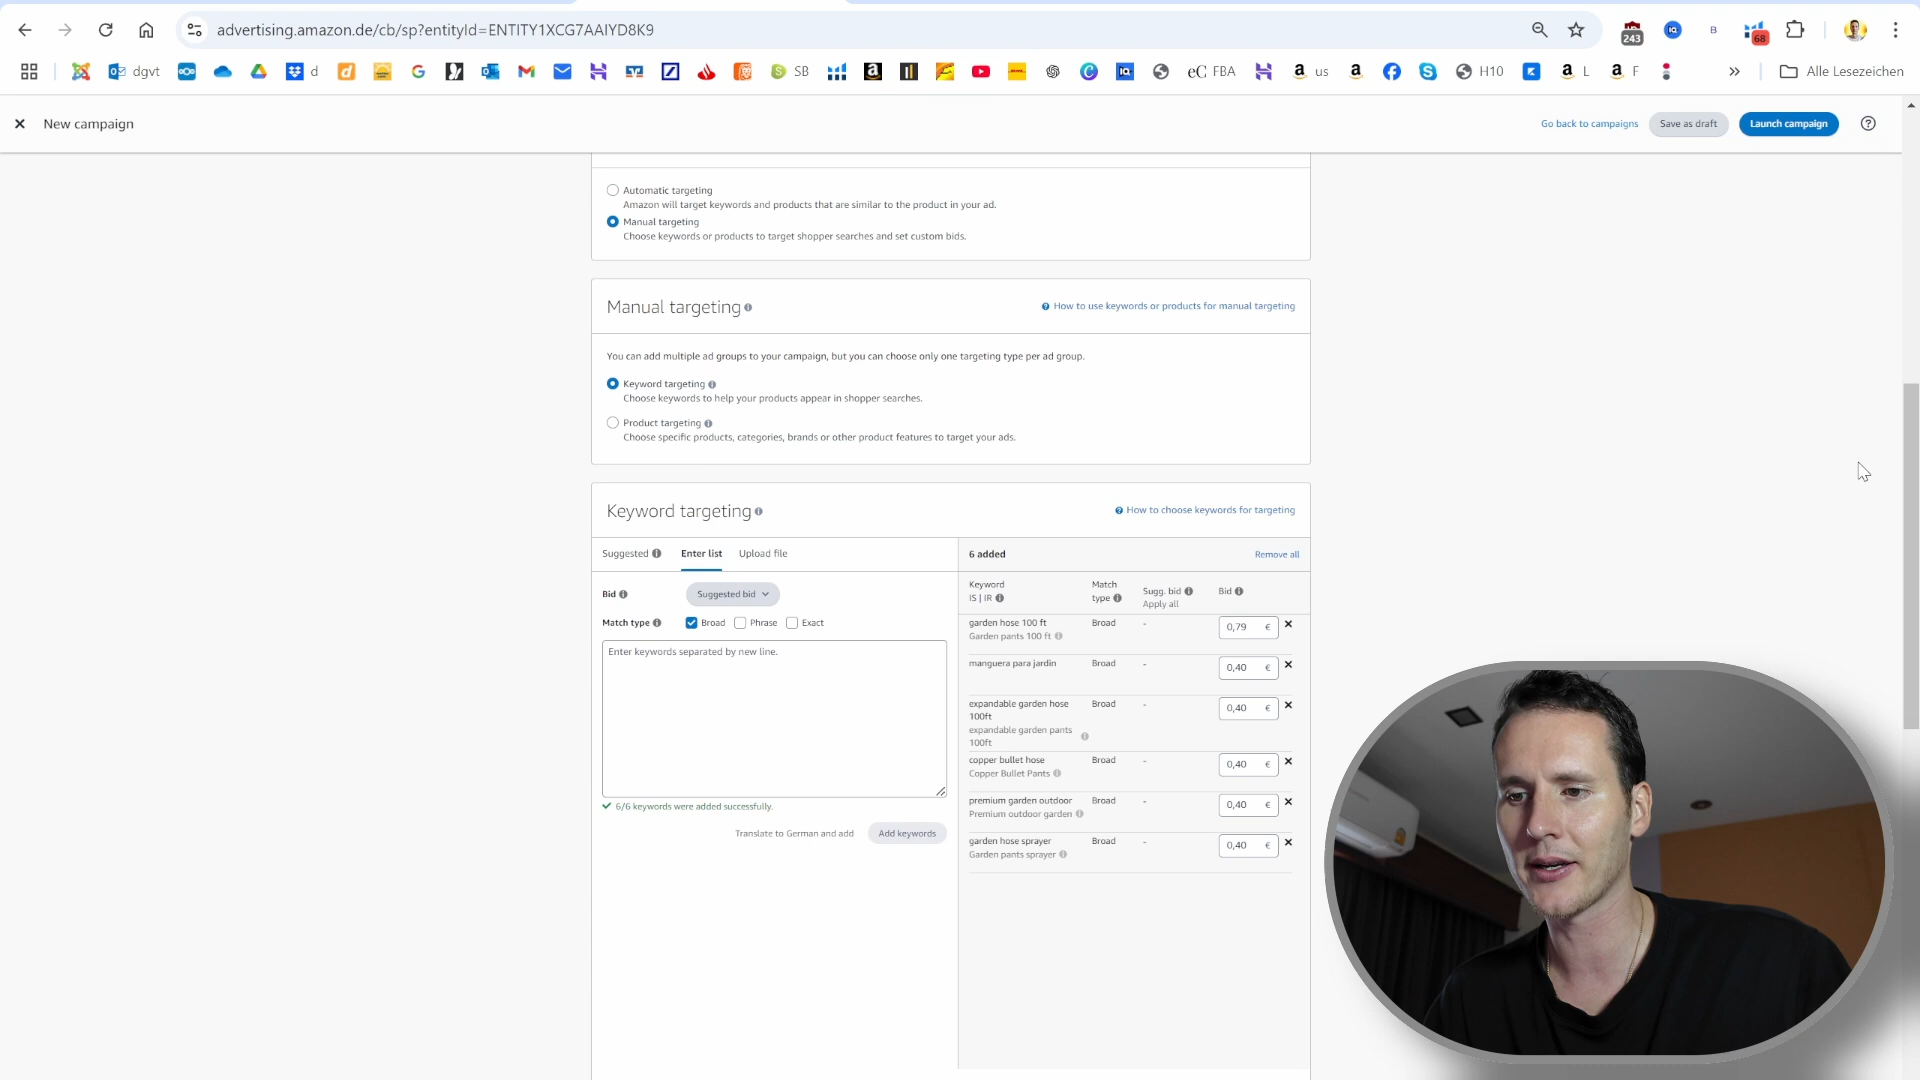 advertising.amazon.de/cb/sp?entityId=ENTITY1XCG7AAIYD8K9
243
68
dgvt
d
SB
eC FBA
us
H10
L
F
Alle Lesezeichen
New campaign
Go back to campaigns
Save as draft
Launch campaign
Automatic targeting
Amazon will target keywords and products that are similar to the product in your ad.
Manual targeting
Choose keywords or products to target shopper searches and set custom bids.
Manual targeting
How to use keywords or products for manual targeting
You can add multiple ad groups to your campaign, but you can choose only one targeting type per ad group.
Keyword targeting
Choose keywords to help your products appear in shopper searches.
Product targeting
Choose specific products, categories, brands or other product features to target your ads.
Keyword targeting
How to choose keywords for targeting
Suggested
Enter list
Upload file
Bid
Suggested bid
Match type
Broad
Phrase
Exact
Enter keywords separated by new line.
6/6 keywords were added successfully.
Translate to German and add
Add keywords
6 added
Remove all
Keyword
IS | IR
Match
type
Sugg. bid
Apply all
Bid
garden hose 100 ft
Garden pants 100 ft
Broad
-
0,79 €
manguera para jardin
Broad
-
0,40 €
expandable garden hose
100ft
expandable garden pants
100ft
Broad
-
0,40 €
copper bullet hose
Copper Bullet Pants
Broad
-
0,40 €
premium garden outdoor
Premium outdoor garden
Broad
-
0,40 €
garden hose sprayer
Garden pants sprayer
Broad
-
0,40 €